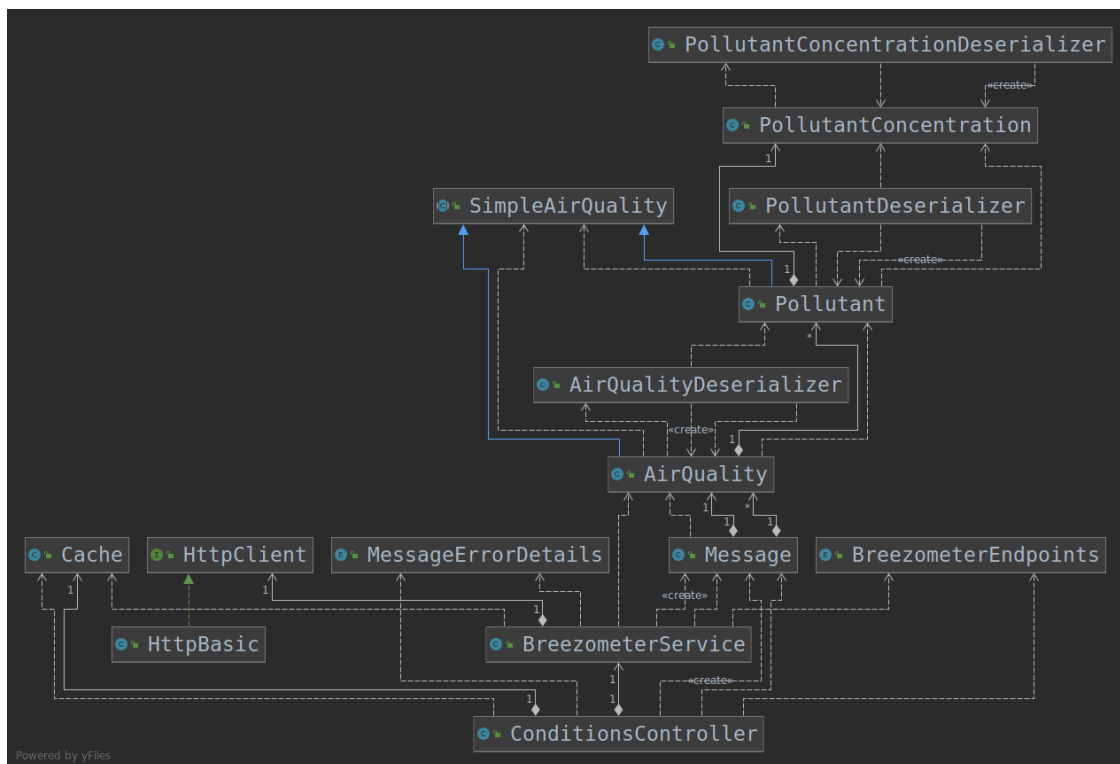 PollutantConcentrationDeserializer
«create»
PollutantConcentration
1
SimpleAirQuality
PollutantDeserializer
«create»
1
Pollutant
*
AirQualityDeserializer
«create»
1
AirQuality
1 *
1 1
Cache HttpClient MessageErrorDetails Message BreezometerEndpoints
1 1 «create»
1
HttpBasic BreezometerService
1 «create»
1 1
ConditionsController
Powered by yFiles